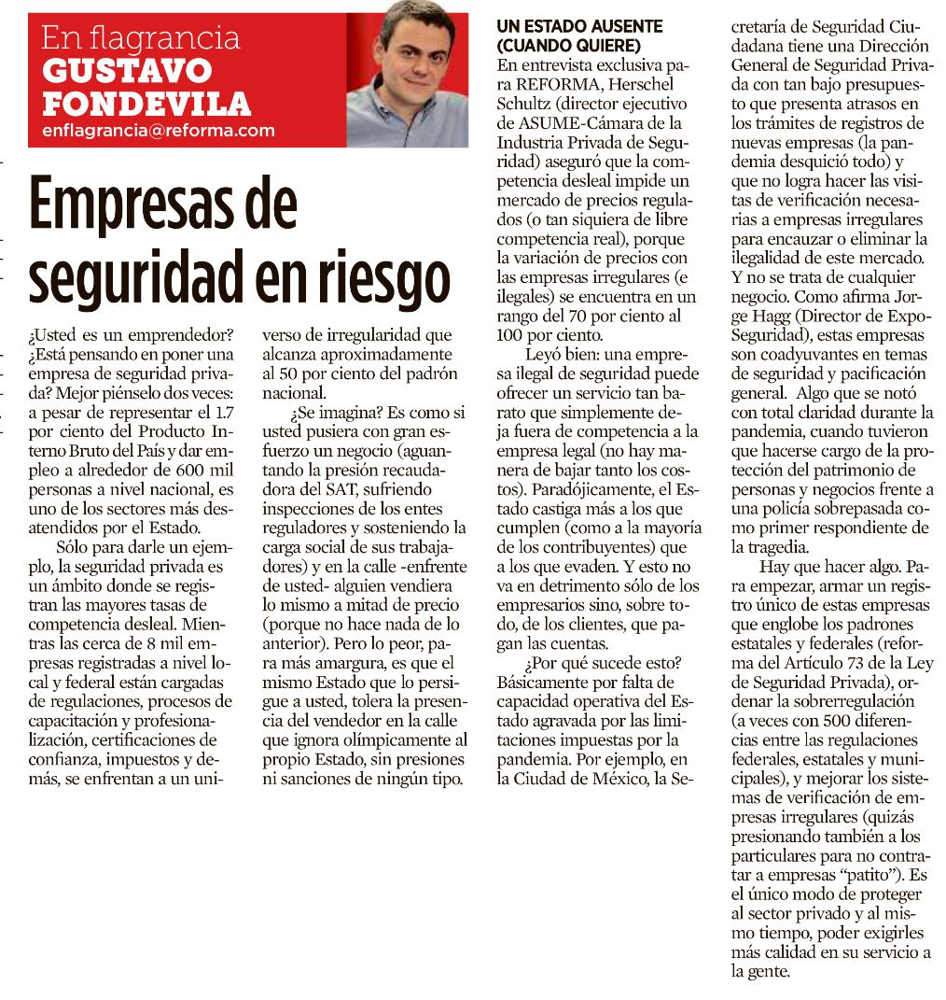 En flagrancia
GUSTAVO
FONDEVILA
enflagrancia@reforma.com
Empresas de
seguridad en riesgo
¿Usted es un emprendedor?
¿Está pensando en poner una
empresa de seguridad priva-
da? Mejor piénselo dos veces:
a pesar de representar el 1.7
por ciento del Producto In-
terno Bruto del País y dar em-
pleo a alrededor de 600 mil
personas a nivel nacional, es
uno de los sectores más des-
atendidos por el Estado.
Sólo para darle un ejem-
plo, la seguridad privada es
un ámbito donde se regis-
tran las mayores tasas de
competencia desleal. Mien-
tras las cerca de 8 mil em-
presas registradas a nivel lo-
cal y federal están cargadas
de regulaciones, procesos de
capacitación y profesiona-
lización, certificaciones de
confianza, impuestos y de-
más, se enfrentan a un uni-
verso de irregularidad que
alcanza aproximadamente
al 50 por ciento del padrón
nacional.
¿Se imagina? Es como si
usted pusiera con gran es-
fuerzo un negocio (aguan-
tando la presión recauda-
dora del SAT, sufriendo
inspecciones de los entes
reguladores y sosteniendo la
carga social de sus trabaja-
dores) y en la calle -enfrente
de usted- alguien vendiera
lo mismo a mitad de precio
(porque no hace nada de lo
anterior). Pero lo peor, pa-
ra más amargura, es que el
mismo Estado que lo persi-
gue a usted, tolera la presen-
cia del vendedor en la calle
que ignora olímpicamente al
propio Estado, sin presiones
ni sanciones de ningún tipo.
UN ESTADO AUSENTE
(CUANDO QUIERE)
En entrevista exclusiva pa-
ra REFORMA, Herschel
Schultz (director ejecutivo
de ASUME-Cámara de la
Industria Privada de Segu-
ridad) aseguró que la com-
petencia desleal impide un
mercado de precios regula-
dos (o tan siquiera de libre
competencia real), porque
la variación de precios con
las empresas irregulares (e
ilegales) se encuentra en un
rango del 70 por ciento al
100 por ciento.
Leyó bien: una empre-
sa ilegal de seguridad puede
ofrecer un servicio tan ba-
rato que simplemente de-
ja fuera de competencia a la
empresa legal (no hay ma-
nera de bajar tanto los cos-
tos). Paradójicamente, el Es-
tado castiga más a los que
cumplen (como a la mayoría
de los contribuyentes) que
a los que evaden. Y esto no
va en detrimento sólo de los
empresarios sino, sobre to-
do, de los clientes, que pa-
gan las cuentas.
¿Por qué sucede esto?
Básicamente por falta de
capacidad operativa del Es-
tado agravada por las limi-
taciones impuestas por la
pandemia. Por ejemplo, en
la Ciudad de México, la Se-
cretaría de Seguridad Ciu-
dadana tiene una Dirección
General de Seguridad Priva-
da con tan bajo presupues-
to que presenta atrasos en
los trámites de registros de
nuevas empresas (la pan-
demia desquició todo) y
que no logra hacer las visi-
tas de verificación necesa-
rias a empresas irregulares
para encauzar o eliminar la
ilegalidad de este mercado.
Y no se trata de cualquier
negocio. Como afirma Jor-
ge Hagg (Director de Expo-
Seguridad), estas empresas
son coadyuvantes en temas
de seguridad y pacificación
general. Algo que se notó
con total claridad durante la
pandemia, cuando tuvieron
que hacerse cargo de la pro-
tección del patrimonio de
personas y negocios frente a
una policía sobrepasada co-
mo primer respondiente de
la tragedia.
Hay que hacer algo. Pa-
ra empezar, armar un regis-
tro único de estas empresas
que englobe los padrones
estatales y federales (refor-
ma del Artículo 73 de la Ley
de Seguridad Privada), or-
denar la sobrerregulación
(a veces con 500 diferen-
cias entre las regulaciones
federales, estatales y muni-
cipales), y mejorar los siste-
mas de verificación de em-
presas irregulares (quizás
presionando también a los
particulares para no contra-
tar a empresas “patito”). Es
el único modo de proteger
al sector privado y al mis-
mo tiempo, poder exigirles
más calidad en su servicio a
la gente.